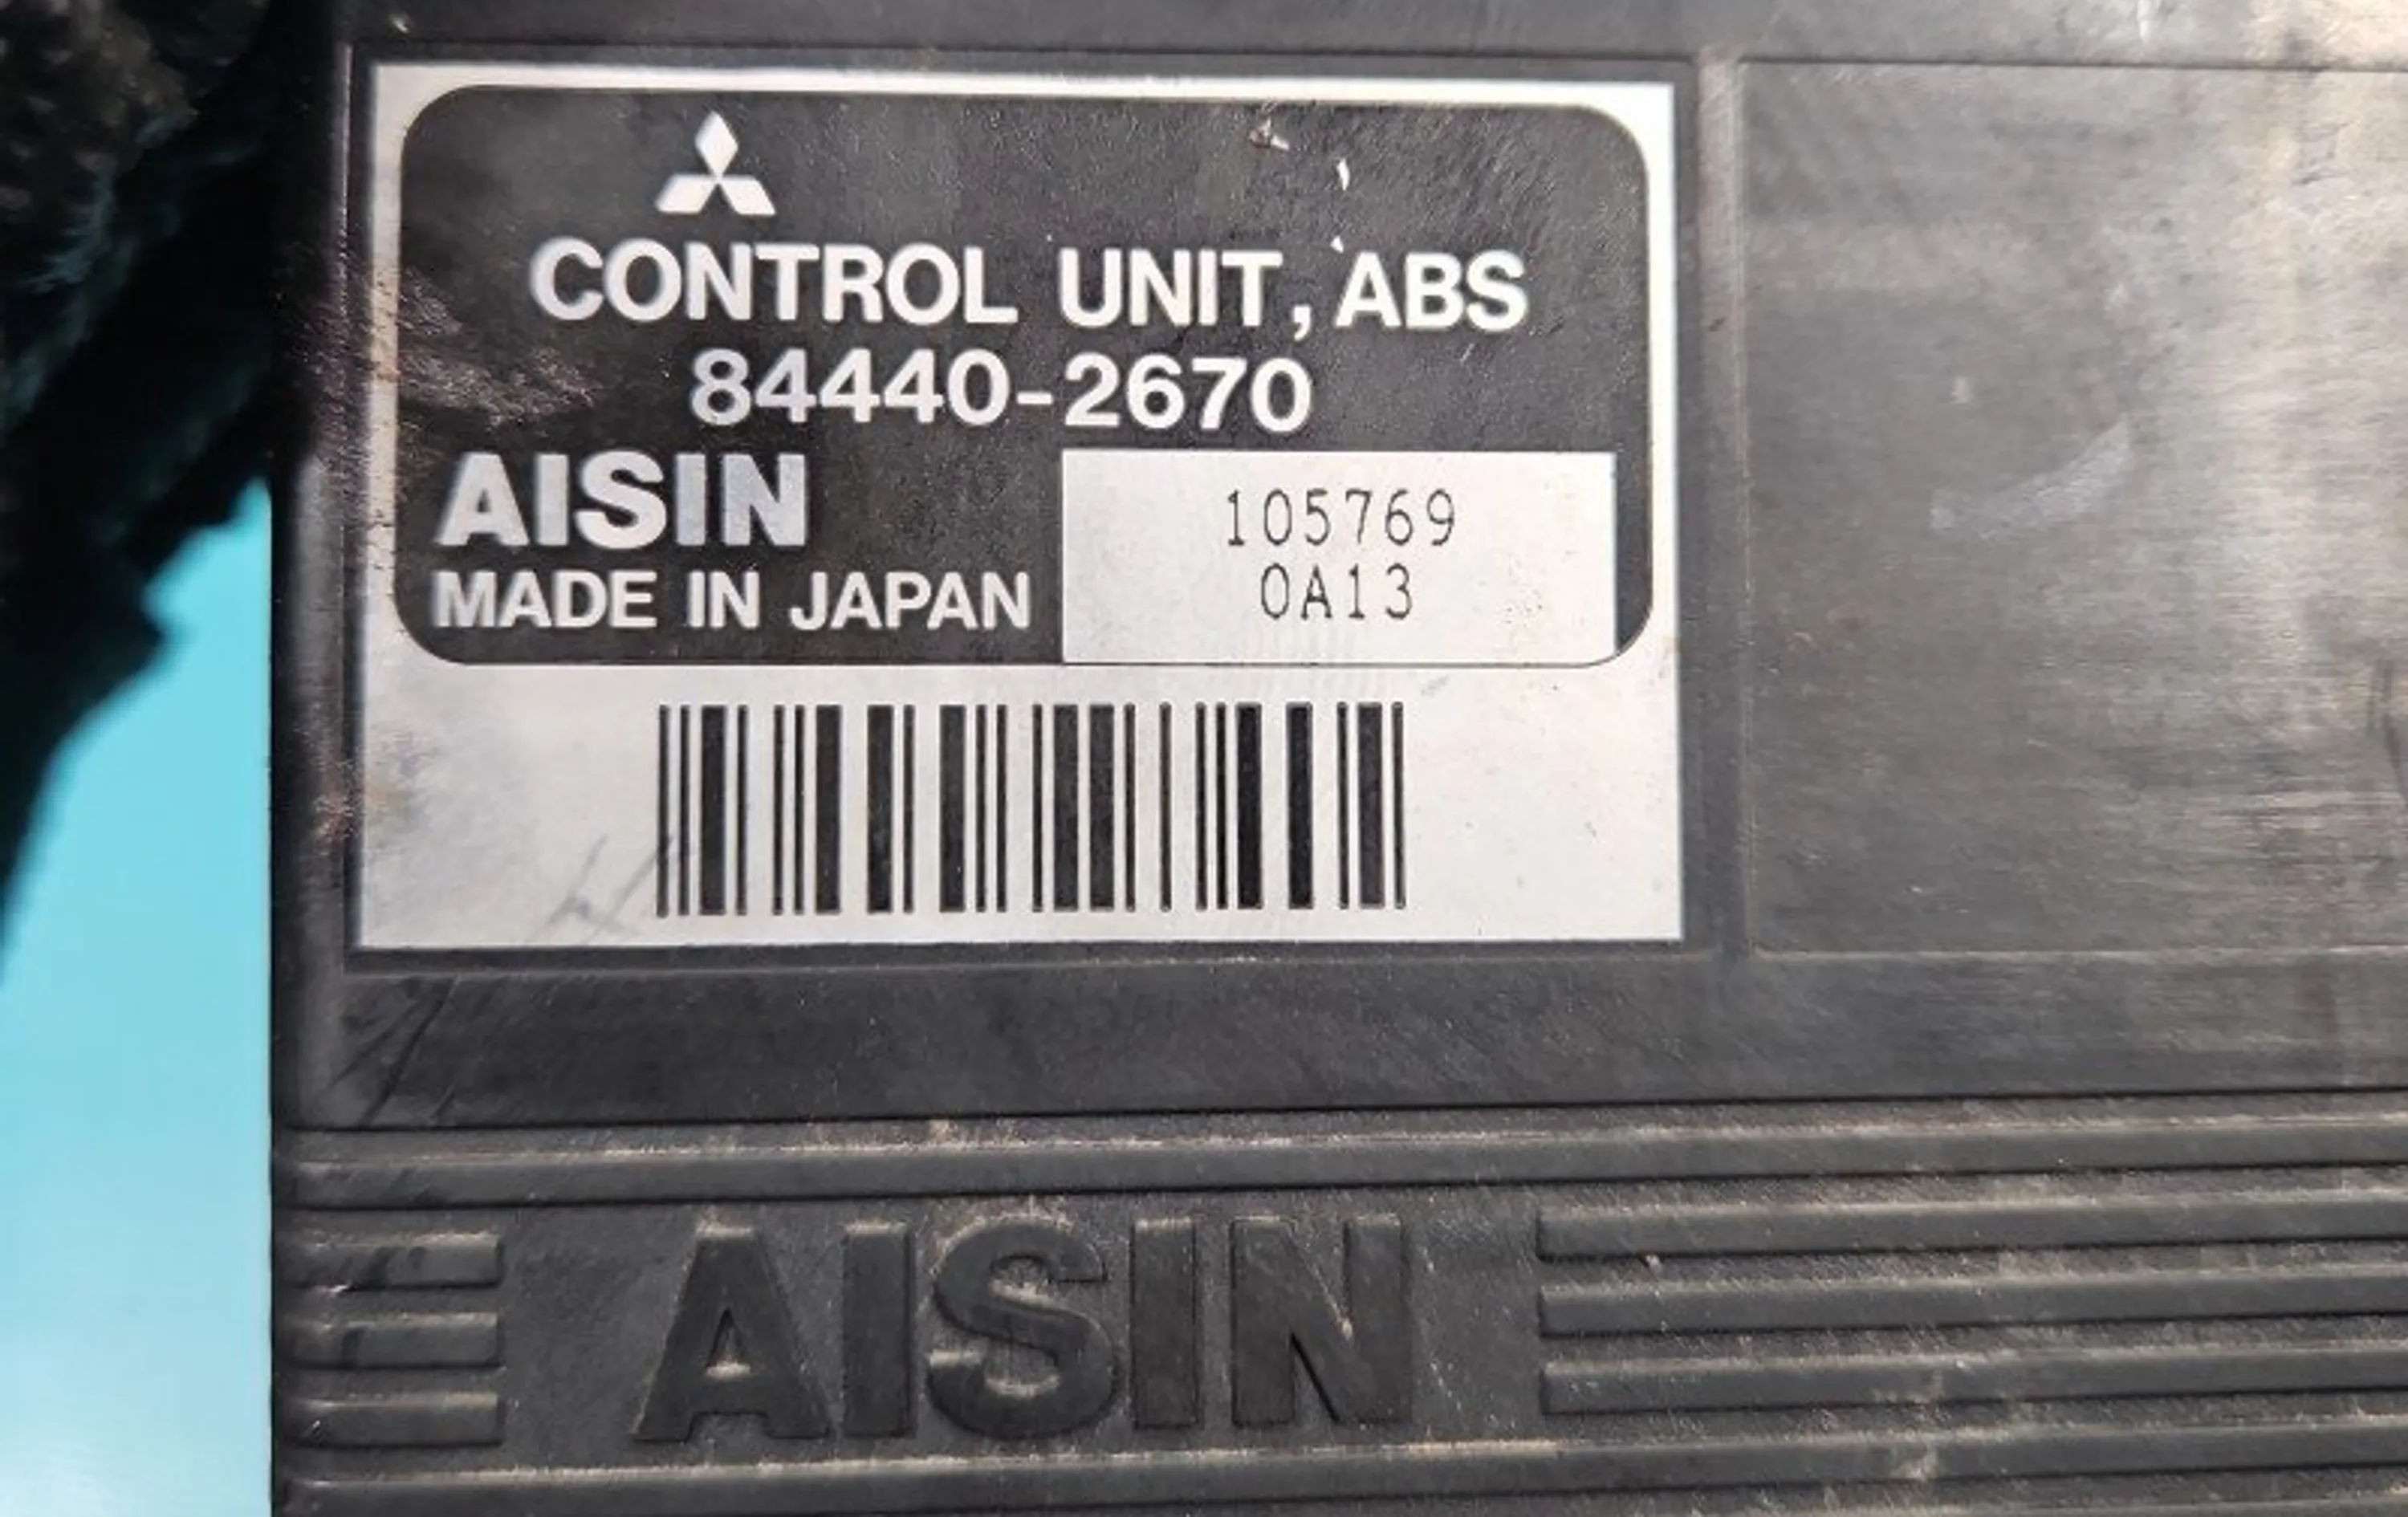 CONTROL UNIT, ABS
84440-2670
AISIN
MADE IN JAPAN
105769
0A13
AISIN